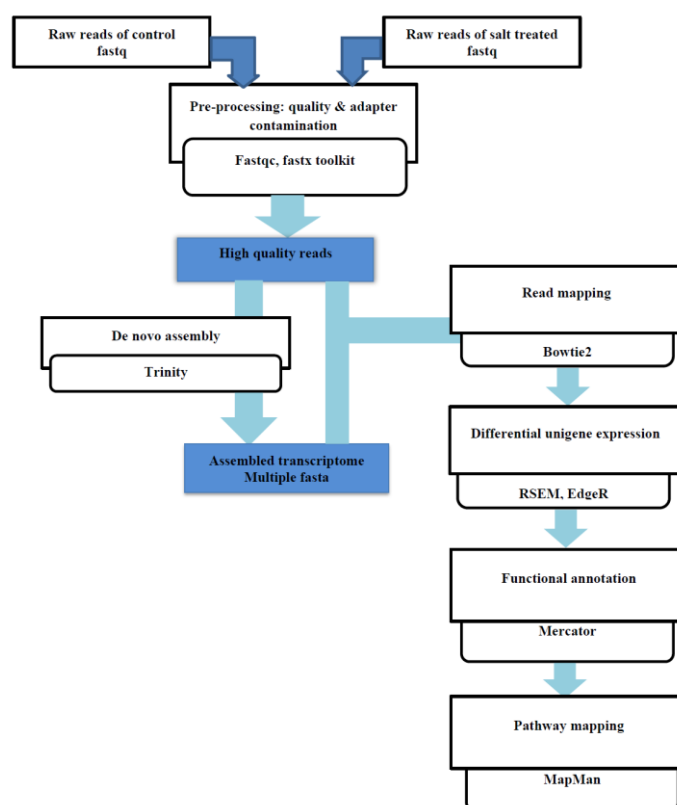 Raw reads of control
fastq
Raw reads of salt treated
fastq
Pre-processing: quality & adapter
contamination
Fastqc, fastx toolkit
High quality reads
De novo assembly
Trinity
Assembled transcriptome
Multiple fasta
Read mapping
Bowtie2
Differential unigene expression
RSEM, EdgeR
Functional annotation
Mercator
Pathway mapping
MapMan